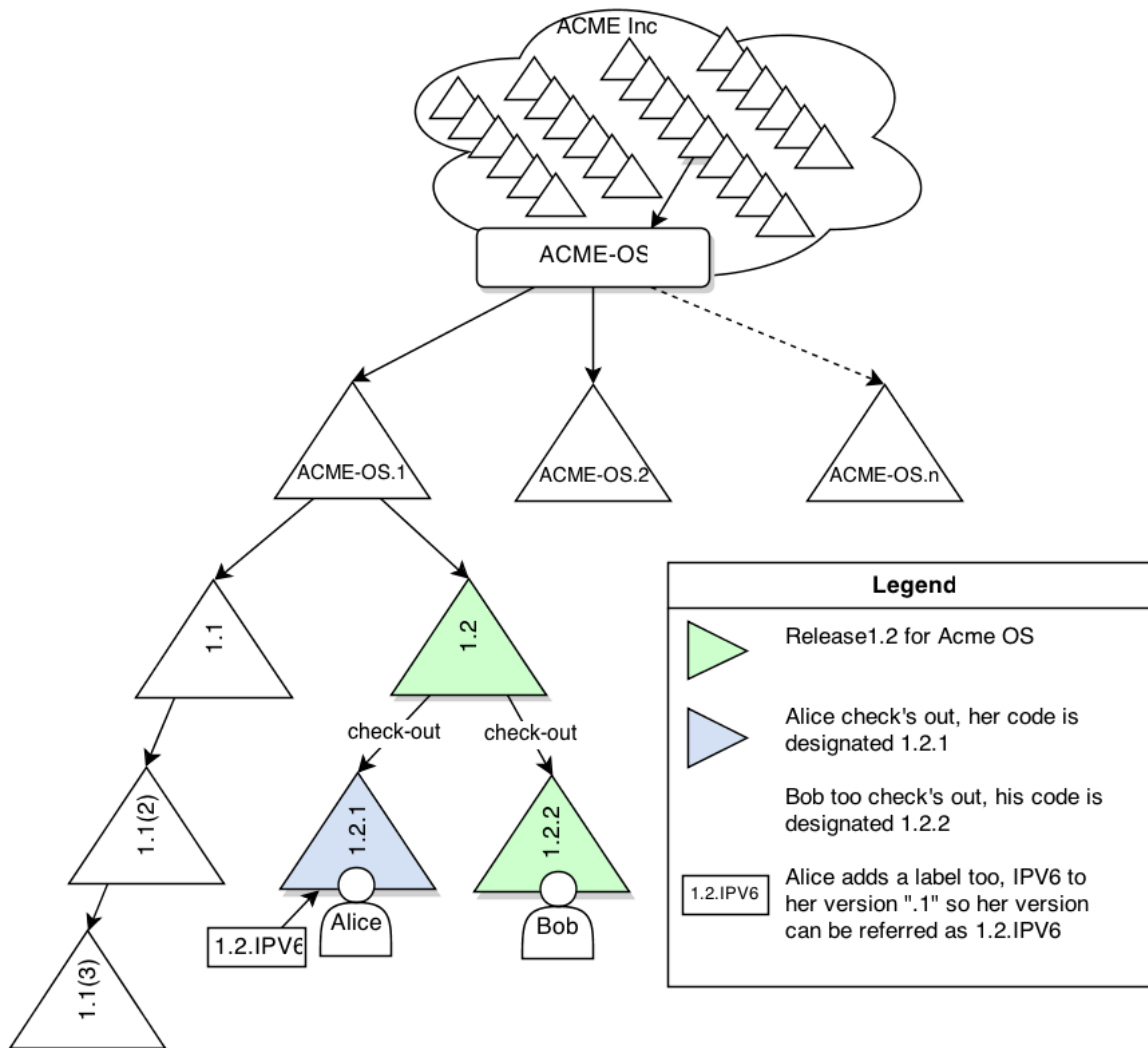 ACME Inc
ACME-OS
ACME-OS.1
ACME-OS.2
ACME-OS.n
1.1
1.2
check-out
check-out
1.1(2)
1.2.1
1.2.2
Alice
Bob
1.2.IPV6
1.1(3)
Legend
Release1.2 for Acme OS
Alice check's out, her code is
designated 1.2.1
Bob too check's out, his code is
designated 1.2.2
1.2.IPV6
Alice adds a label too, IPV6 to
her version ".1" so her version
can be referred as 1.2.IPV6